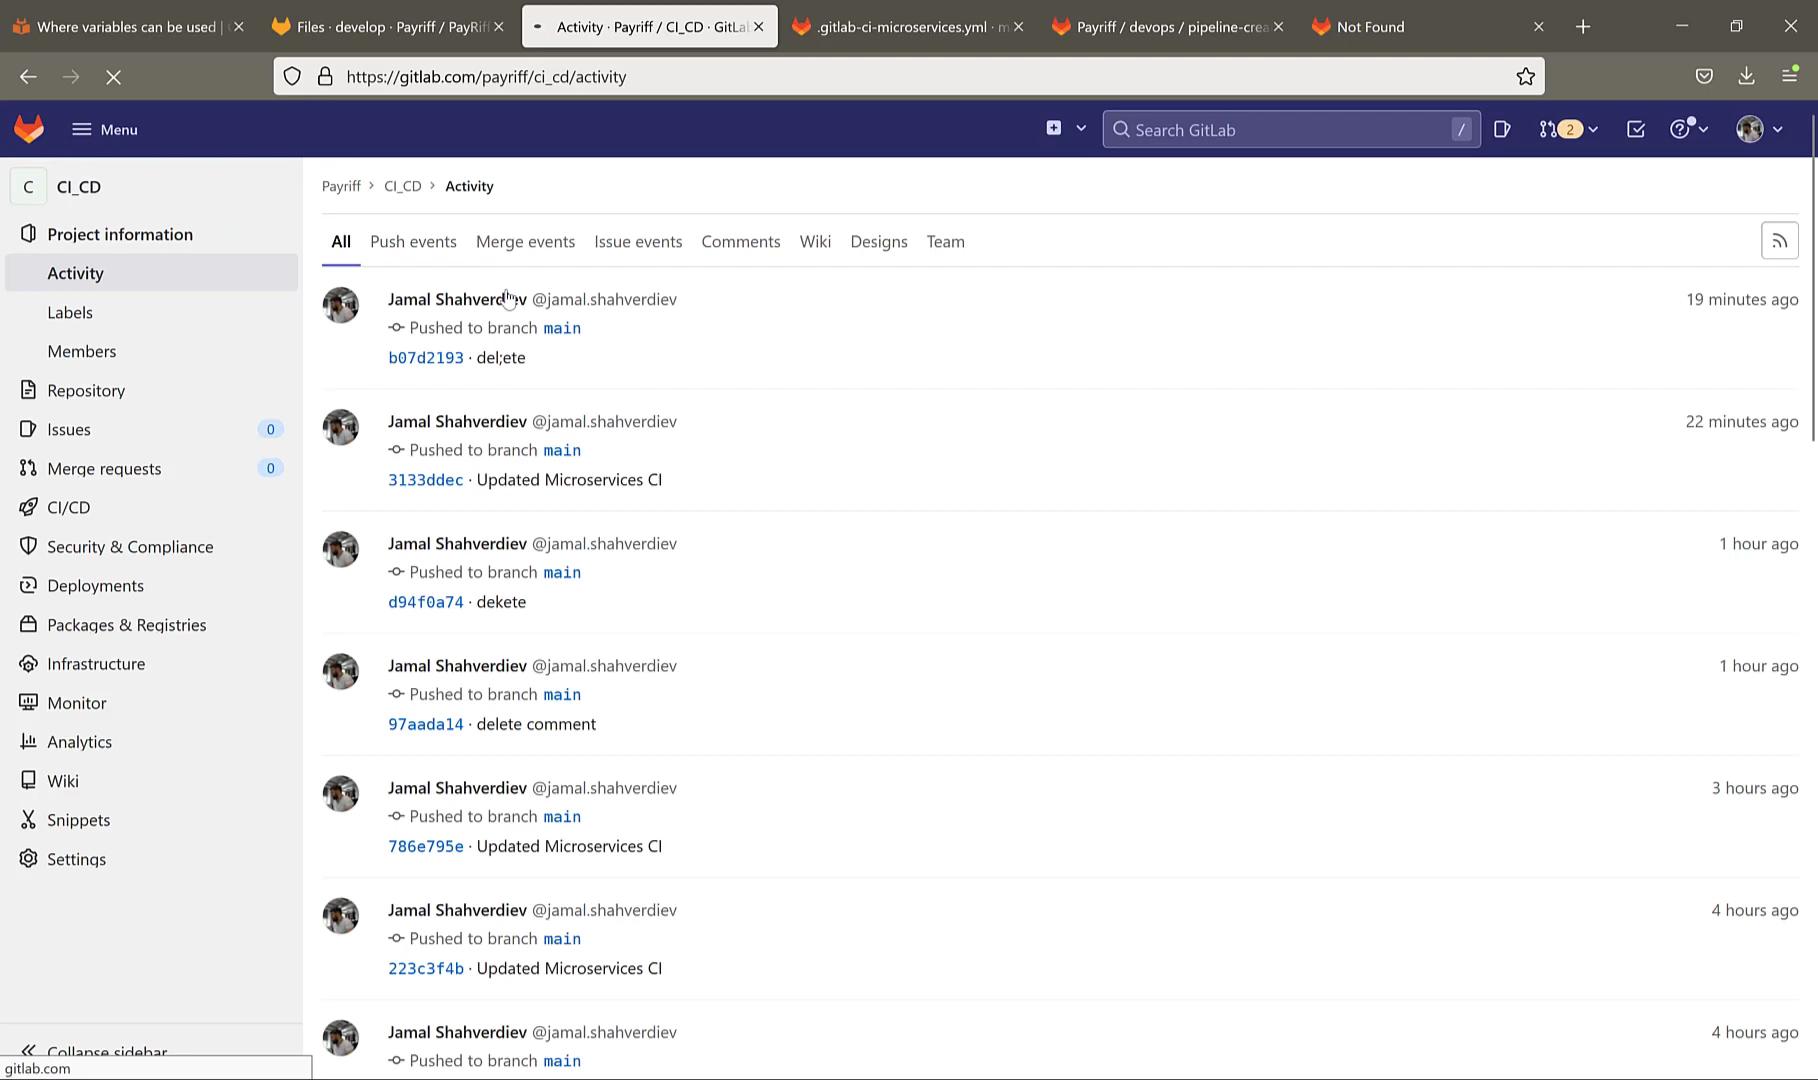 Where variables can be used |
Files · develop · Payriff / PayRiff
Activity · Payriff / CI_CD · GitLa
.gitlab-ci-microservices.yml · m
Payriff / devops / pipeline-crea
Not Found
https://gitlab.com/payriff/ci_cd/activity
Menu
Search GitLab
/
2
C CI_CD
Project information
Activity
Labels
Members
Repository
Issues 0
Merge requests 0
CI/CD
Security & Compliance
Deployments
Packages & Registries
Infrastructure
Monitor
Analytics
Wiki
Snippets
Settings
Collapse sidebar
gitlab.com
Payriff > CI_CD > Activity
All Push events Merge events Issue events Comments Wiki Designs Team
Jamal Shahverdiev @jamal.shahverdiev 19 minutes ago
Pushed to branch main
b07d2193 · del;ete
Jamal Shahverdiev @jamal.shahverdiev 22 minutes ago
Pushed to branch main
3133ddec · Updated Microservices CI
Jamal Shahverdiev @jamal.shahverdiev 1 hour ago
Pushed to branch main
d94f0a74 · dekete
Jamal Shahverdiev @jamal.shahverdiev 1 hour ago
Pushed to branch main
97aada14 · delete comment
Jamal Shahverdiev @jamal.shahverdiev 3 hours ago
Pushed to branch main
786e795e · Updated Microservices CI
Jamal Shahverdiev @jamal.shahverdiev 4 hours ago
Pushed to branch main
223c3f4b · Updated Microservices CI
Jamal Shahverdiev @jamal.shahverdiev 4 hours ago
Pushed to branch main